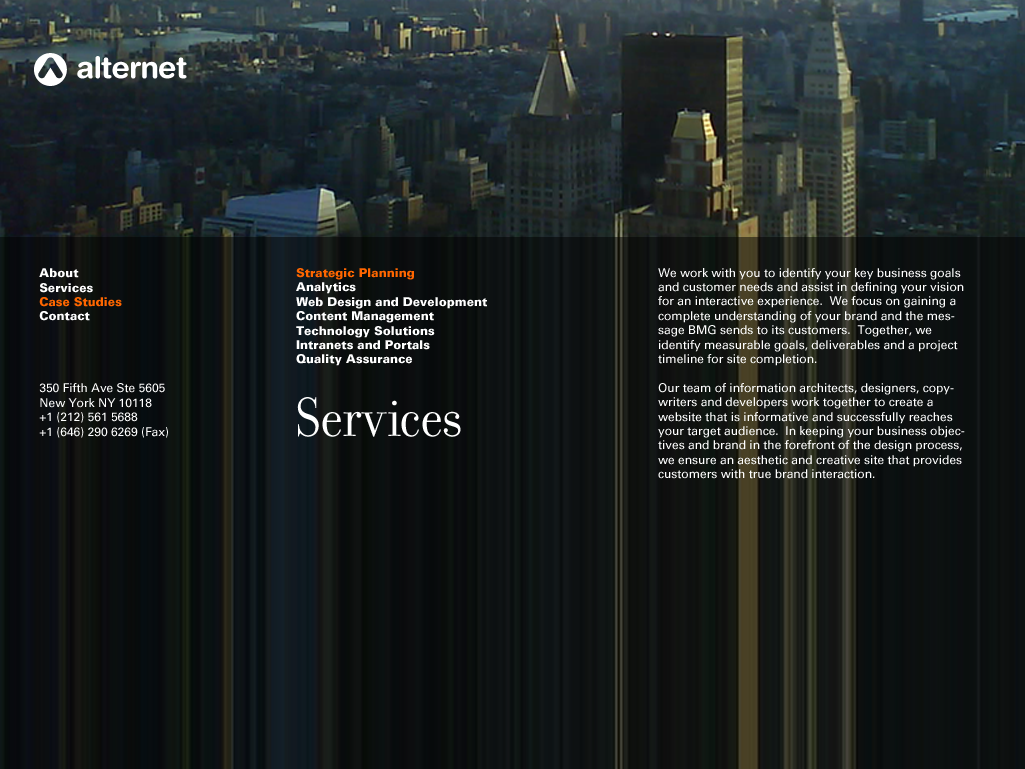 alternet
About
Services
Case Studies
Contact
350 Fifth Ave Ste 5605
New York NY 10118
+1 (212) 561 5688
+1 (646) 290 6269 (Fax)
Strategic Planning
Analytics
Web Design and Development
Content Management
Technology Solutions
Intranets and Portals
Quality Assurance
Services
We work with you to identify your key business goals
and customer needs and assist in defining your vision
for an interactive experience.  We focus on gaining a
complete understanding of your brand and the mes-
sage BMG sends to its customers.  Together, we
identify measurable goals, deliverables and a project
timeline for site completion.
Our team of information architects, designers, copy-
writers and developers work together to create a
website that is informative and successfully reaches
your target audience.  In keeping your business objec-
tives and brand in the forefront of the design process,
we ensure an aesthetic and creative site that provides
customers with true brand interaction.